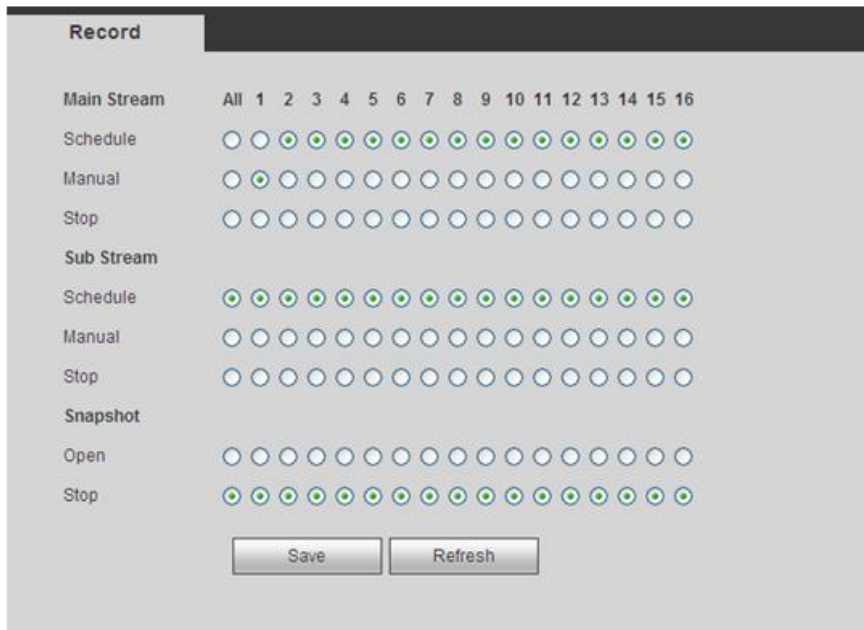 Record
Main Stream All 1 2 3 4 5 6 7 8 9 10 11 12 13 14 15 16
Schedule
Manual
Stop
Sub Stream
Schedule
Manual
Stop
Snapshot
Open
Stop
Save Refresh